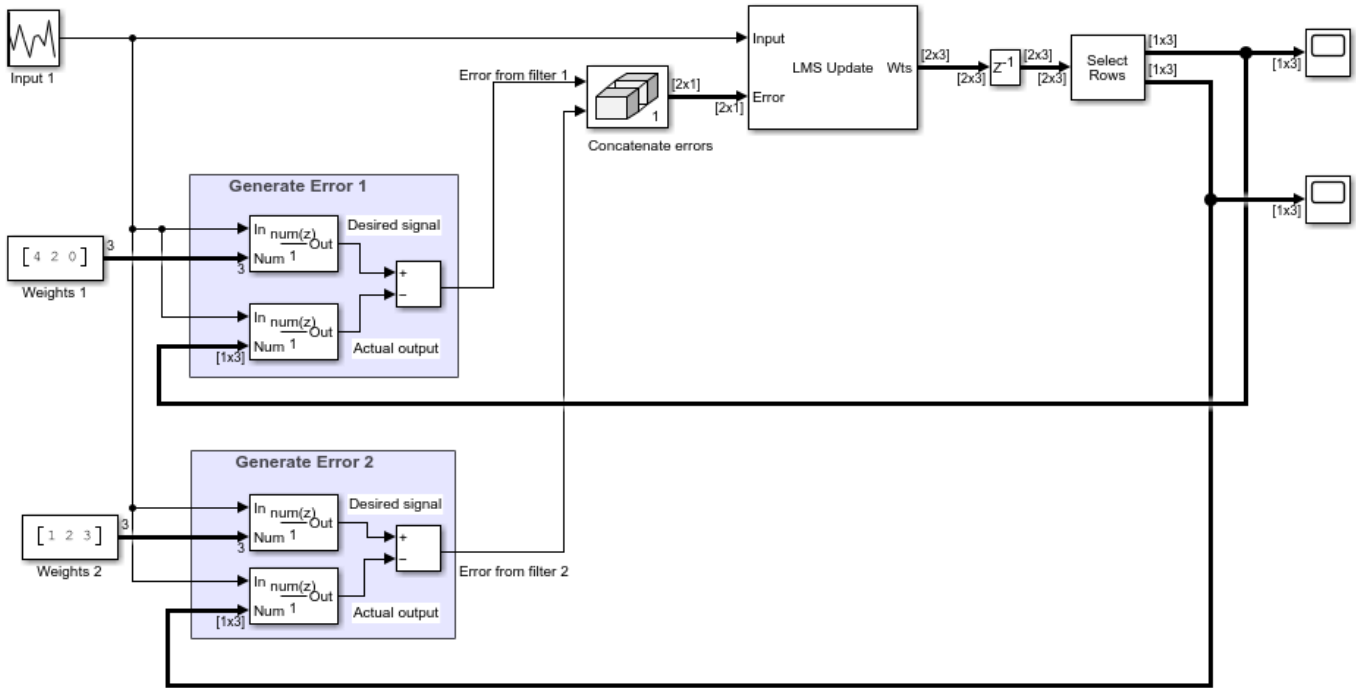 Input 1
Error from filter 1
[2x1]
[2x1]
1
Concatenate errors
Input
LMS Update
Wts
Error
[2x3]
[2x3]
z-1
[2x3]
[2x3]
Select
Rows
[1x3]
[1x3]
[1x3]
[1x3]
Generate Error 1
[ 4 2 0 ]
3
Weights 1
In
num(z)
Out
Num
1
3
Desired signal
+
−
In
num(z)
Out
Num
1
[1x3]
Actual output
Generate Error 2
[ 1 2 3 ]
3
Weights 2
In
num(z)
Out
Num
1
3
Desired signal
+
−
Error from filter 2
In
num(z)
Out
Num
1
[1x3]
Actual output